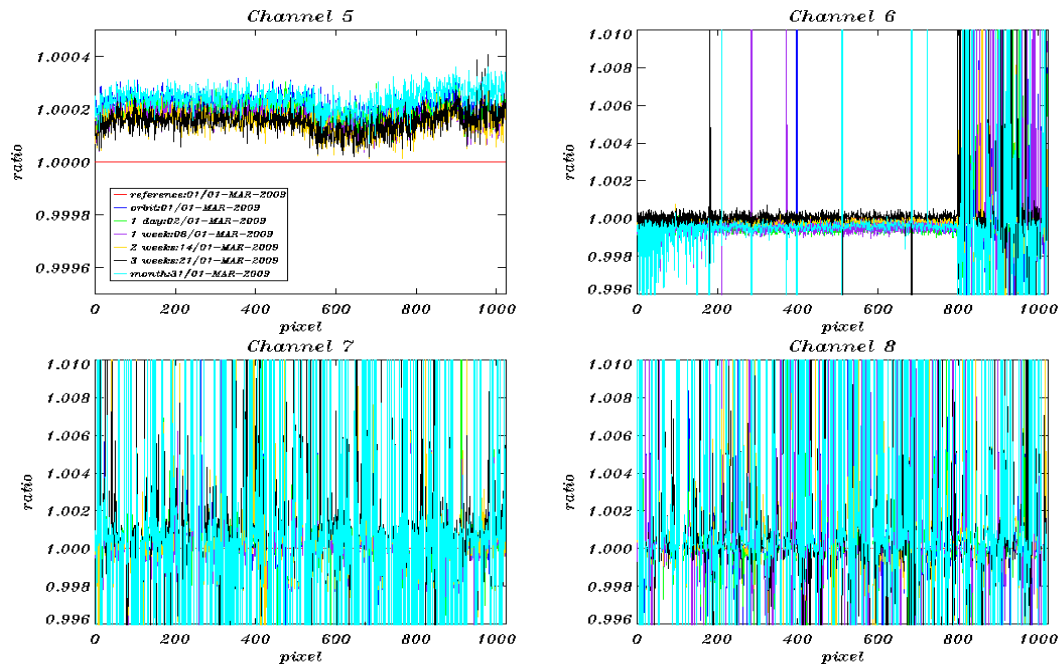 Channel 5
1.0004
1.0002
1.0000
0.9998
0.9996
ratio
reference:01/01-MAR-2009
orbit:01/01-MAR-2009
1 day:02/01-MAR-2009
1 week:08/01-MAR-2009
2 weeks:14/01-MAR-2009
3 weeks:21/01-MAR-2009
month:31/01-MAR-2009
0 200 400 600 800 1000
pixel
Channel 6
1.010
1.008
1.006
1.004
1.002
1.000
0.998
0.996
ratio
0 200 400 600 800 1000
pixel
Channel 7
1.010
1.008
1.006
1.004
1.002
1.000
0.998
0.996
ratio
0 200 400 600 800 1000
pixel
Channel 8
1.010
1.008
1.006
1.004
1.002
1.000
0.998
0.996
ratio
0 200 400 600 800 1000
pixel